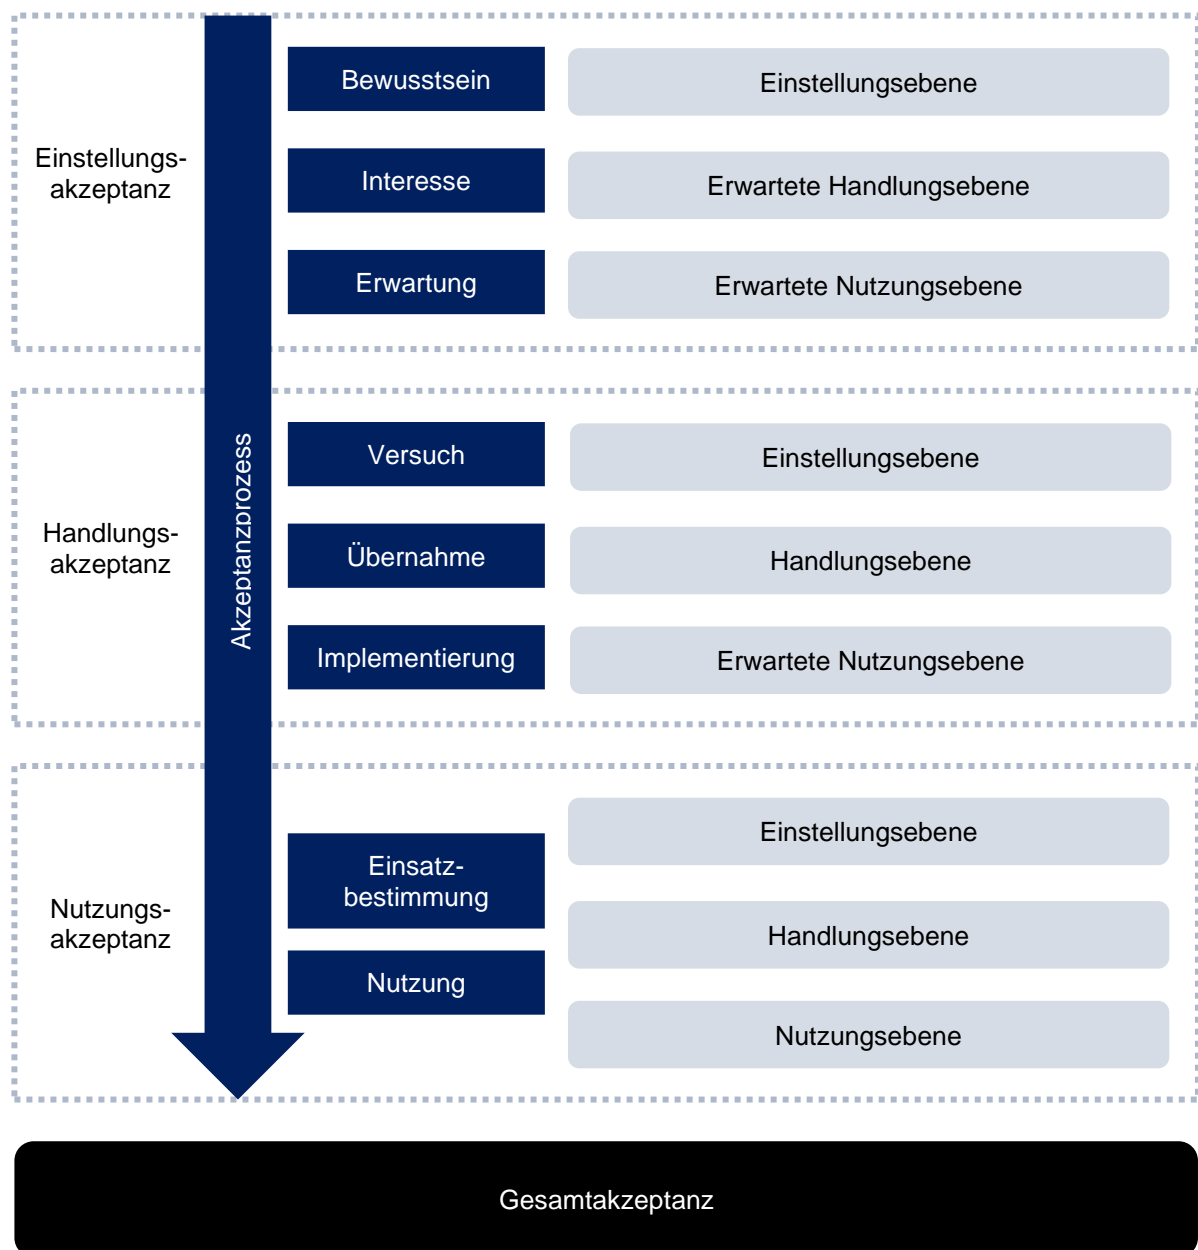 Einstellungs-
akzeptanz
Bewusstsein
Einstellungsebene
Interesse
Erwartete Handlungsebene
Erwartung
Erwartete Nutzungsebene
Akzeptanzprozess
Handlungs-
akzeptanz
Versuch
Einstellungsebene
Übernahme
Handlungsebene
Implementierung
Erwartete Nutzungsebene
Nutzungs-
akzeptanz
Einsatz-
bestimmung
Nutzung
Einstellungsebene
Handlungsebene
Nutzungsebene
Gesamtakzeptanz